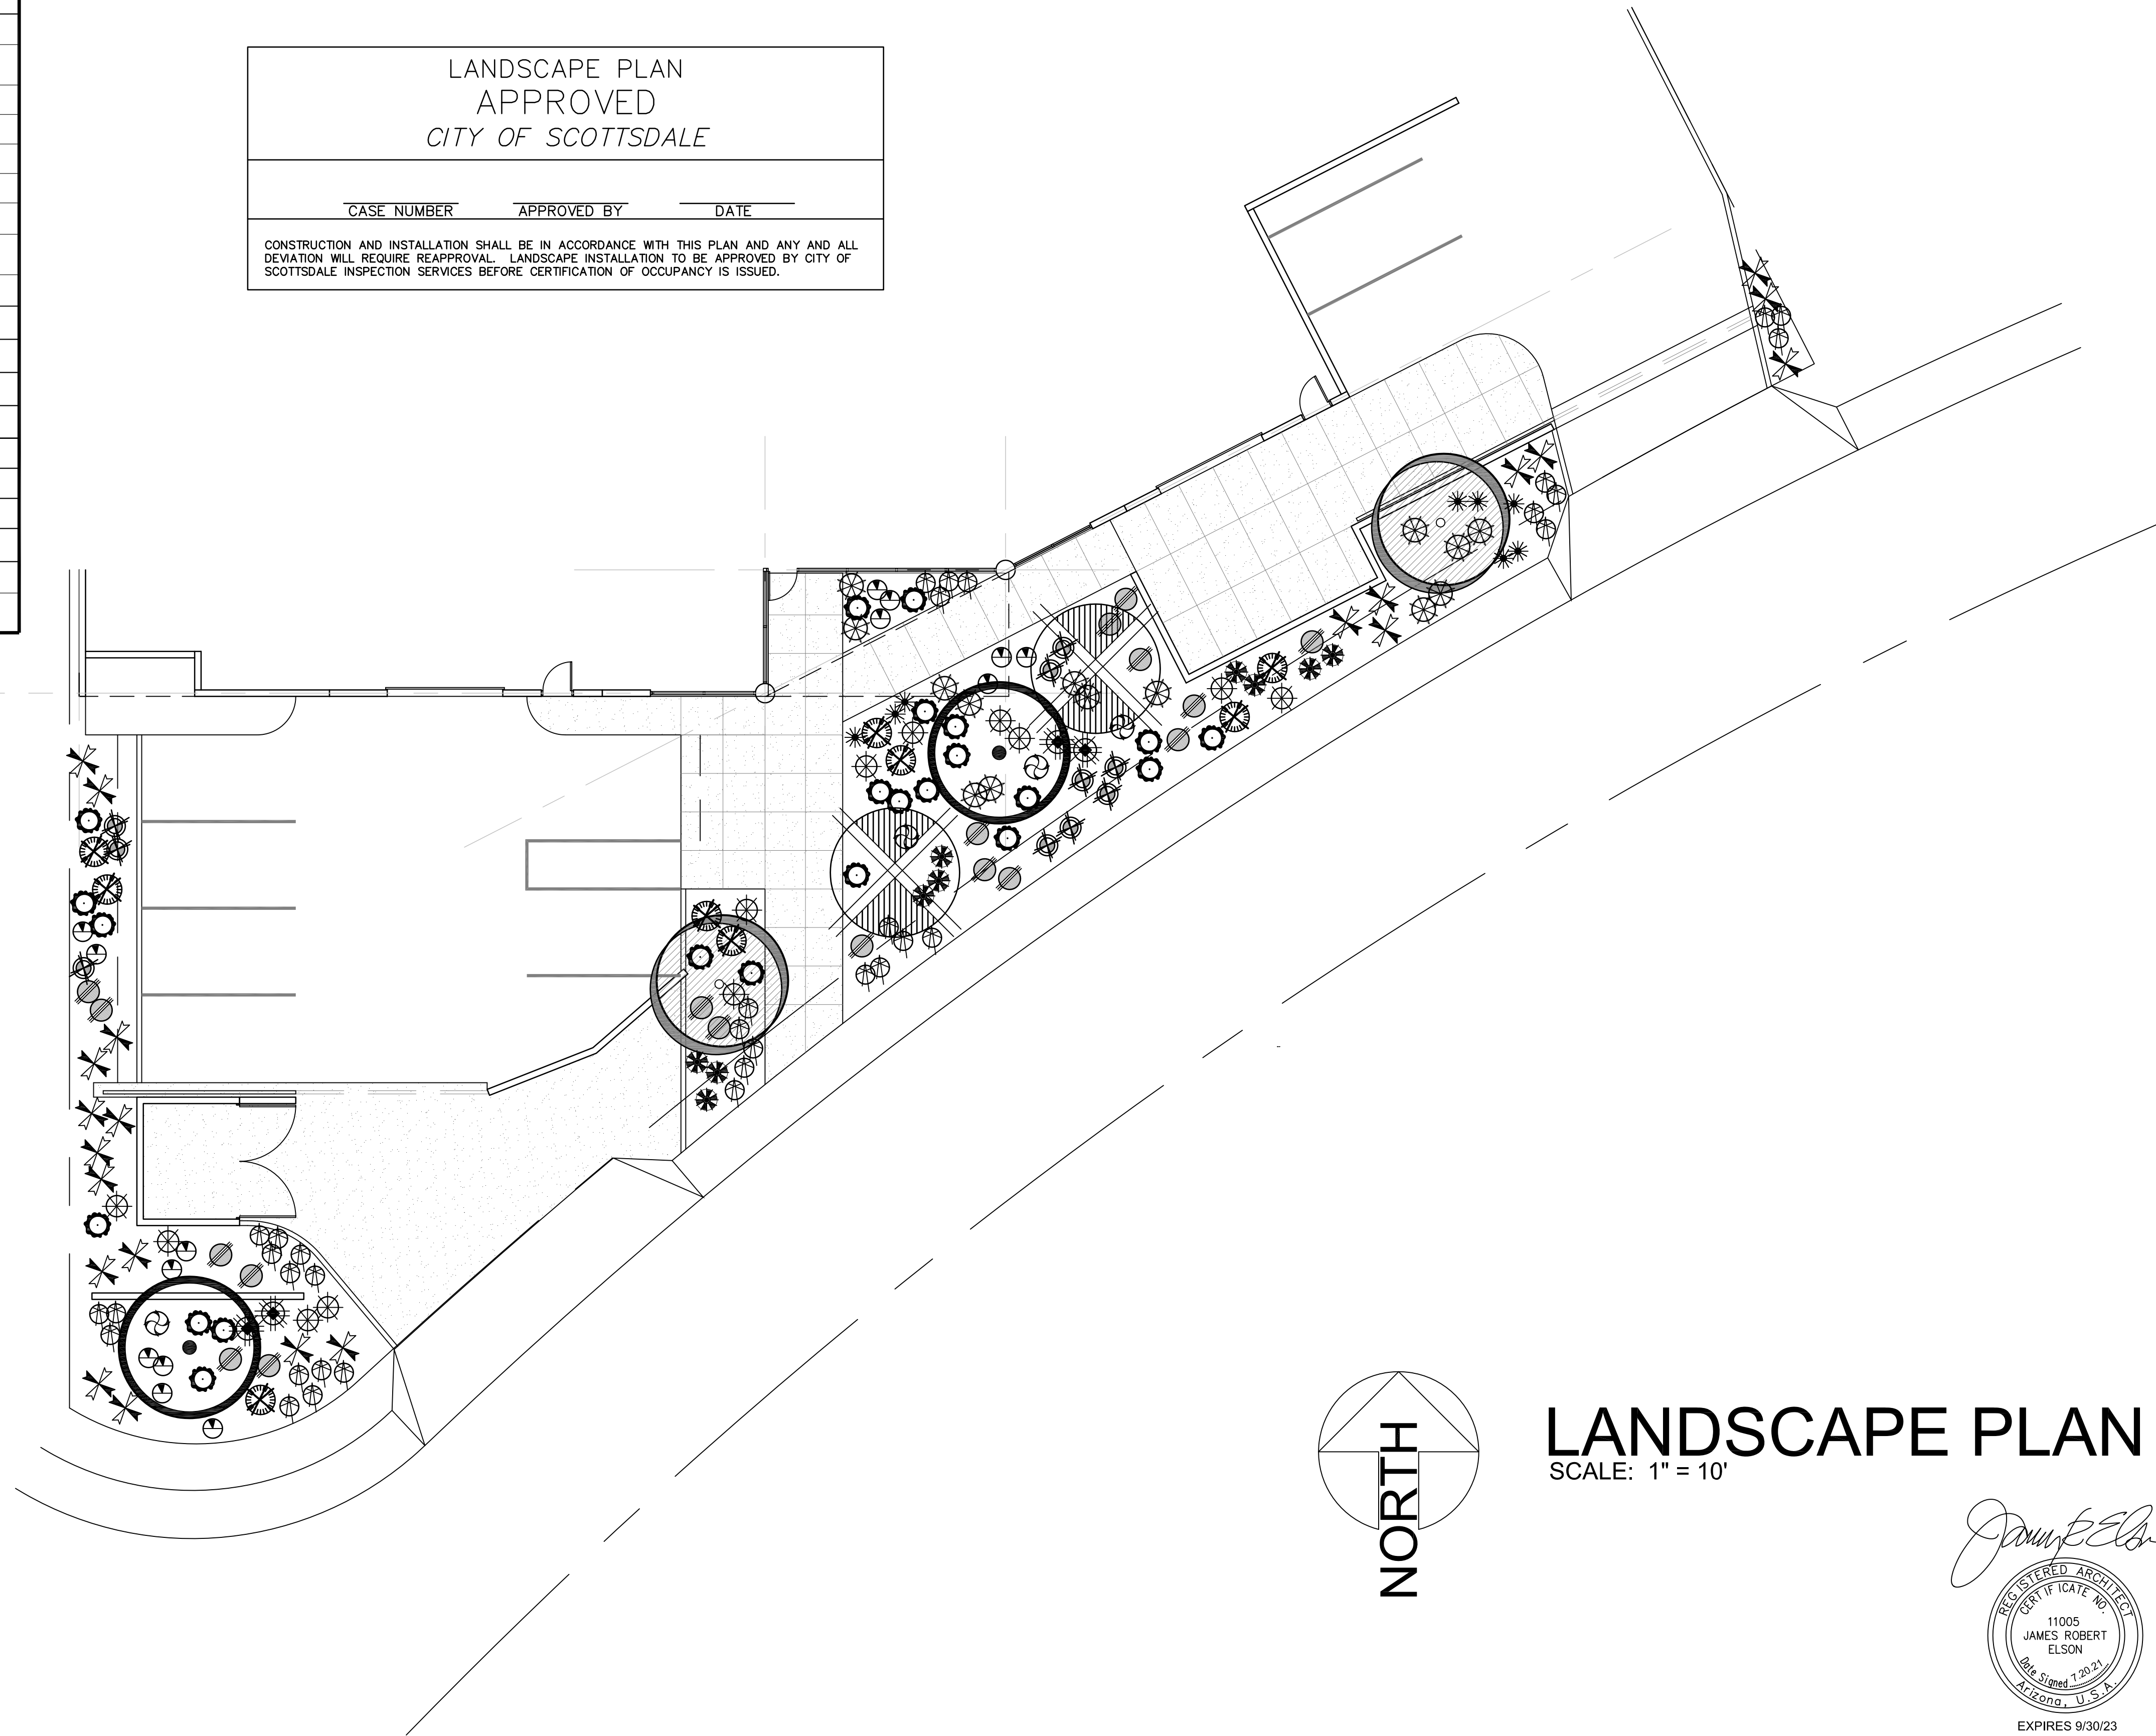 LANDSCAPE PLAN
APPROVED
CITY OF SCOTTSDALE
CASE NUMBER APPROVED BY DATE
CONSTRUCTION AND INSTALLATION SHALL BE IN ACCORDANCE WITH THIS PLAN AND ANY AND ALL
DEVIATION WILL REQUIRE REAPPROVAL. LANDSCAPE INSTALLATION TO BE APPROVED BY CITY OF
SCOTTSDALE INSPECTION SERVICES BEFORE CERTIFICATION OF OCCUPANCY IS ISSUED.
NORTH
LANDSCAPE PLAN
SCALE: 1" = 10'
REGISTERED ARCHITECT
CERTIFICATE NO.
11005
JAMES ROBERT
ELSON
Date Signed 7.20.21
Arizona, U.S.A.
EXPIRES 9/30/23